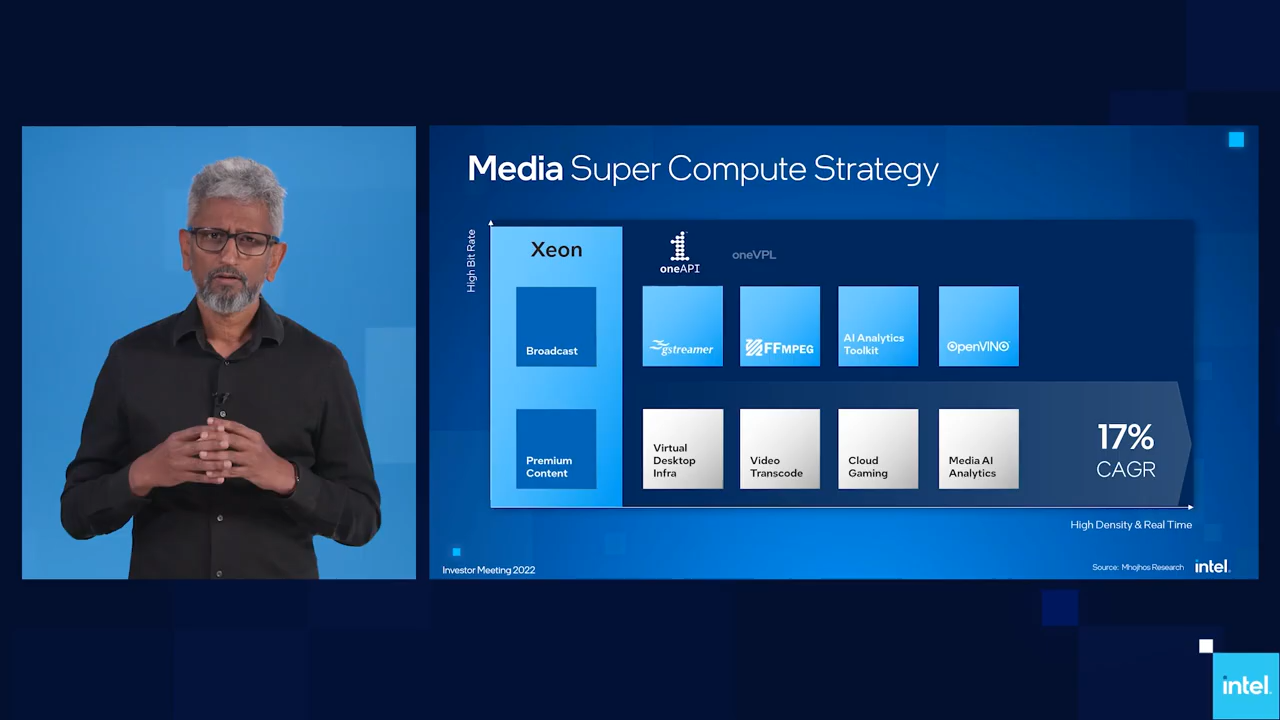 Media Super Compute Strategy
High Bit Rate
Xeon
oneAPI
oneVPL
Broadcast
gstreamer
FFMPEG
AI Analytics
Toolkit
OpenVINO
Premium
Content
Virtual
Desktop
Infra
Video
Transcode
Cloud
Gaming
Media AI
Analytics
17%
CAGR
High Density & Real Time
Investor Meeting 2022
Source: Mhojhos Research
intel.
intel.